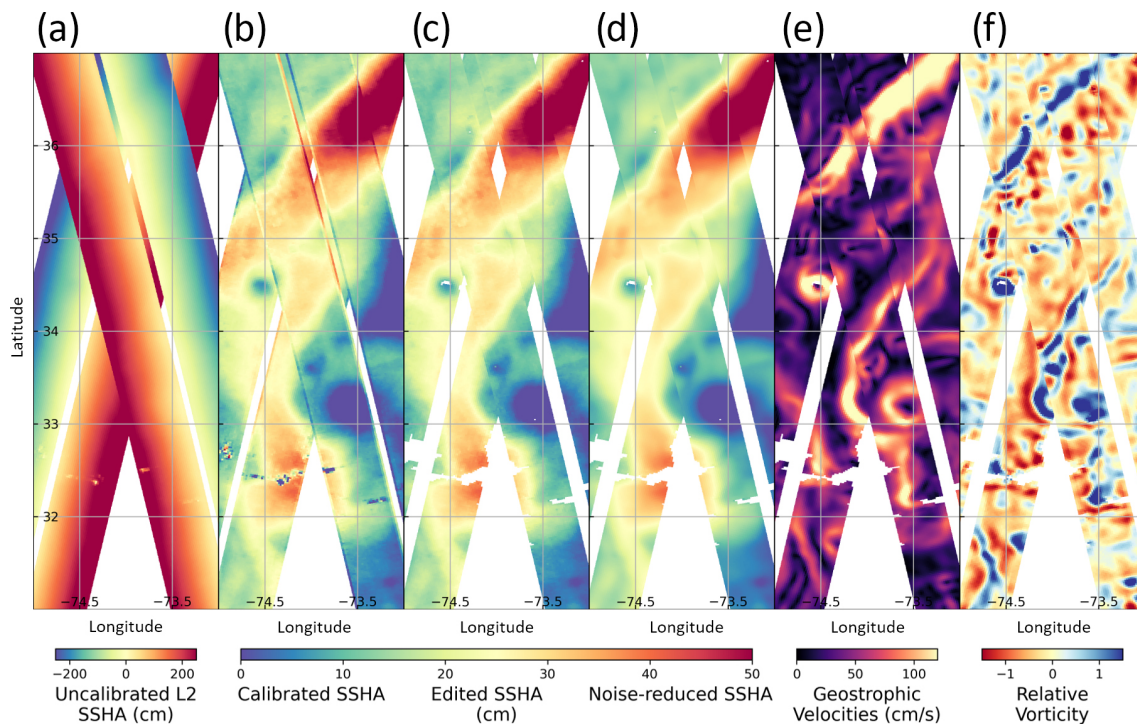 (a) (b) (c) (d) (e) (f)
36
35
34
33
32
Latitude
−74.5 −73.5 −74.5 −73.5 −74.5 −73.5 −74.5 −73.5 −74.5 −73.5 −74.5 −73.5
Longitude Longitude Longitude Longitude Longitude Longitude
−200 0 200 0 10 20 30 40 50 0 50 100 −1 0 1
Uncalibrated L2 Calibrated SSHA Edited SSHA Noise-reduced SSHA Geostrophic Relative
SSHA (cm) (cm) Velocities (cm/s) Vorticity